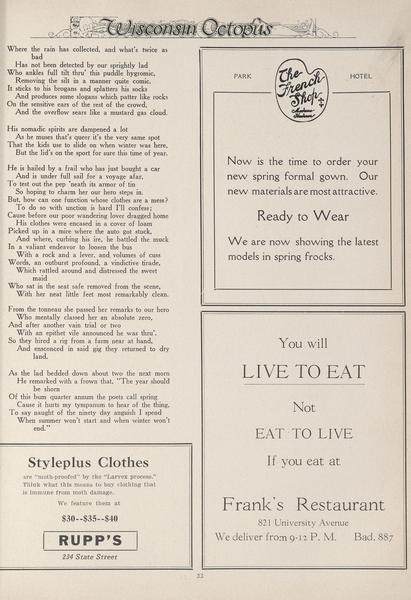 Wisconsin Octopus
Where the rain has collected, and what's twice as
bad
Has not been detected by our sprightly lad
Who ankles full tilt thru' this puddle hygromic,
Removing the silt in a manner quite comic.
It sticks to his brogans and splatters his socks
And produces some slogans which patter like rocks
On the sensitive ears of the rest of the crowd,
And the overflow sears like a mustard gas cloud.
His nomadic spirits are dampened a lot
As he muses that's queer it's the very same spot
That the kids use to slide on when winter was here,
But the lid's on the sport for sure this time of year.
He is hailed by a frail who has just bought a car
And is under full sail for a voyage afar,
To test out the pep 'neath its armor of tin
So hoping to charm her our hero steps in.
But, how can one function whose clothes are a mess?
To do so with unction is hard I'll confess;
Cause before our poor wandering lover dragged home
His clothes were encased in a cover of loam
Picked up in a mire where the auto got stuck,
And where, curbing his ire, he battled the muck
In a valiant endeavor to loosen the bus
With a rock and a lever, and volumes of cuss
Words, an outburst profound, a vindictive tirade,
Which rattled around and distressed the sweet
maid
Who sat in the seat safe removed from the scene,
With her neat little feet most remarkably clean.
From the tonneau she passed her remarks to our hero
Who mentally classed her an absolute zero,
And after another vain trial or two
With an epithet vile announced he was thru'.
So they hired a rig from a farm near at hand,
And ensconced in said gig they returned to dry
land.
As the lad bedded down about two the next morn
He remarked with a frown that, "The year should
be shorn
Of this bum quarter annum the poets call spring
Cause it hurts my tympanum to hear of the thing,
To say naught of the ninety day anguish I spend
When summer won't start and when winter won't
end."
Styleplus Clothes
are "moth-proofed" by the "Larvex process."
Think what this means to buy clothing that
is immune from moth damage.
We feature them at
$30--$35--$40
RUPP'S
234 State Street
PARK
The
French
Shop
HOTEL
Now is the time to order your
new spring formal gown. Our
new materials are most attractive.
Ready to Wear
We are now showing the latest
models in spring frocks.
You will
LIVE TO EAT
Not
EAT TO LIVE
If you eat at
Frank's Restaurant
821 University Avenue
We deliver from 9-12 P. M. Bad. 887